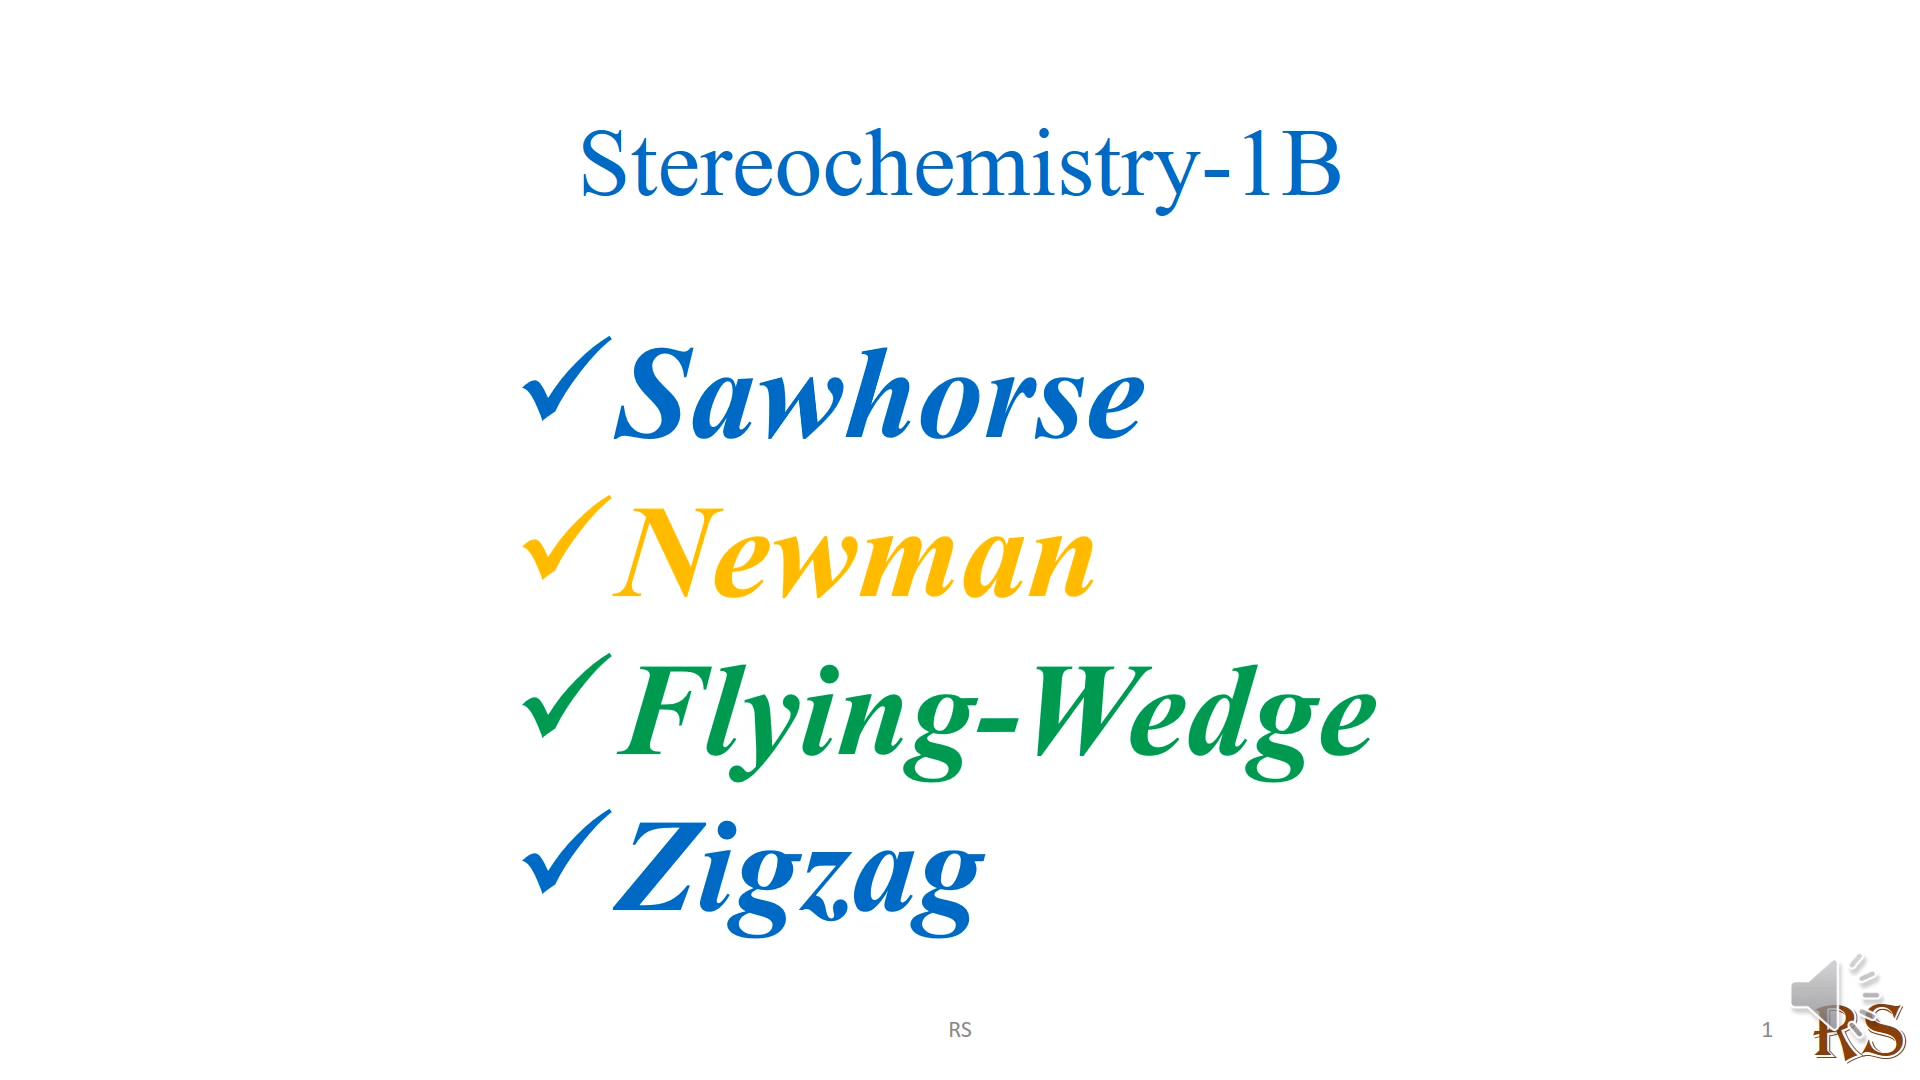 Stereochemistry-1B
✓Sawhorse
✓Newman
✓Flying-Wedge
✓Zigzag
RS
1
RS